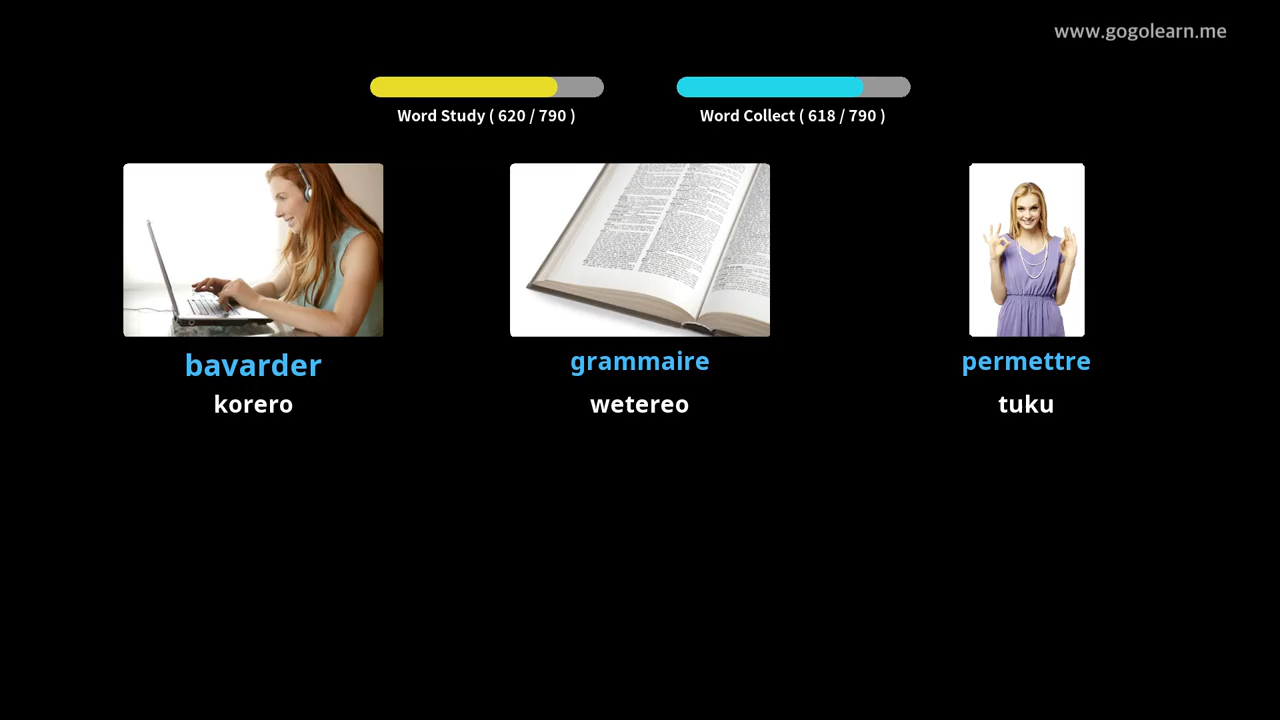 www.gogolearn.me
Word Study ( 620 / 790 )
Word Collect ( 618 / 790 )
bavarder
grammaire
permettre
korero
wetereo
tuku